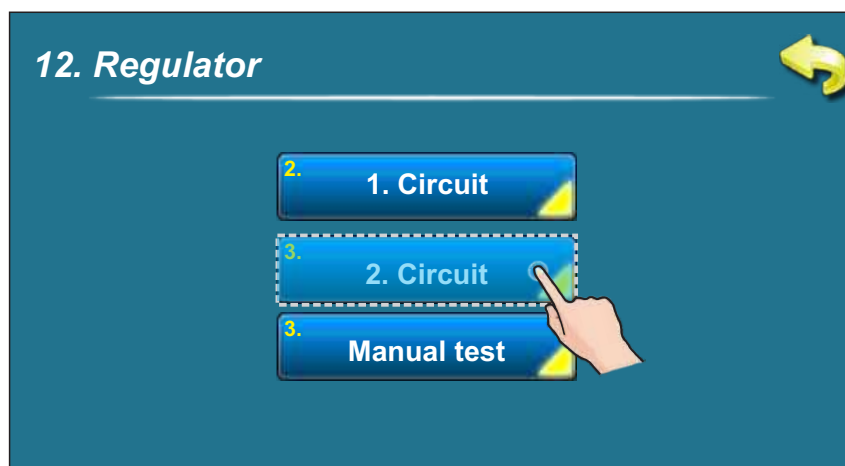 12. Regulator
2.
1. Circuit
3.
2. Circuit
3.
Manual test